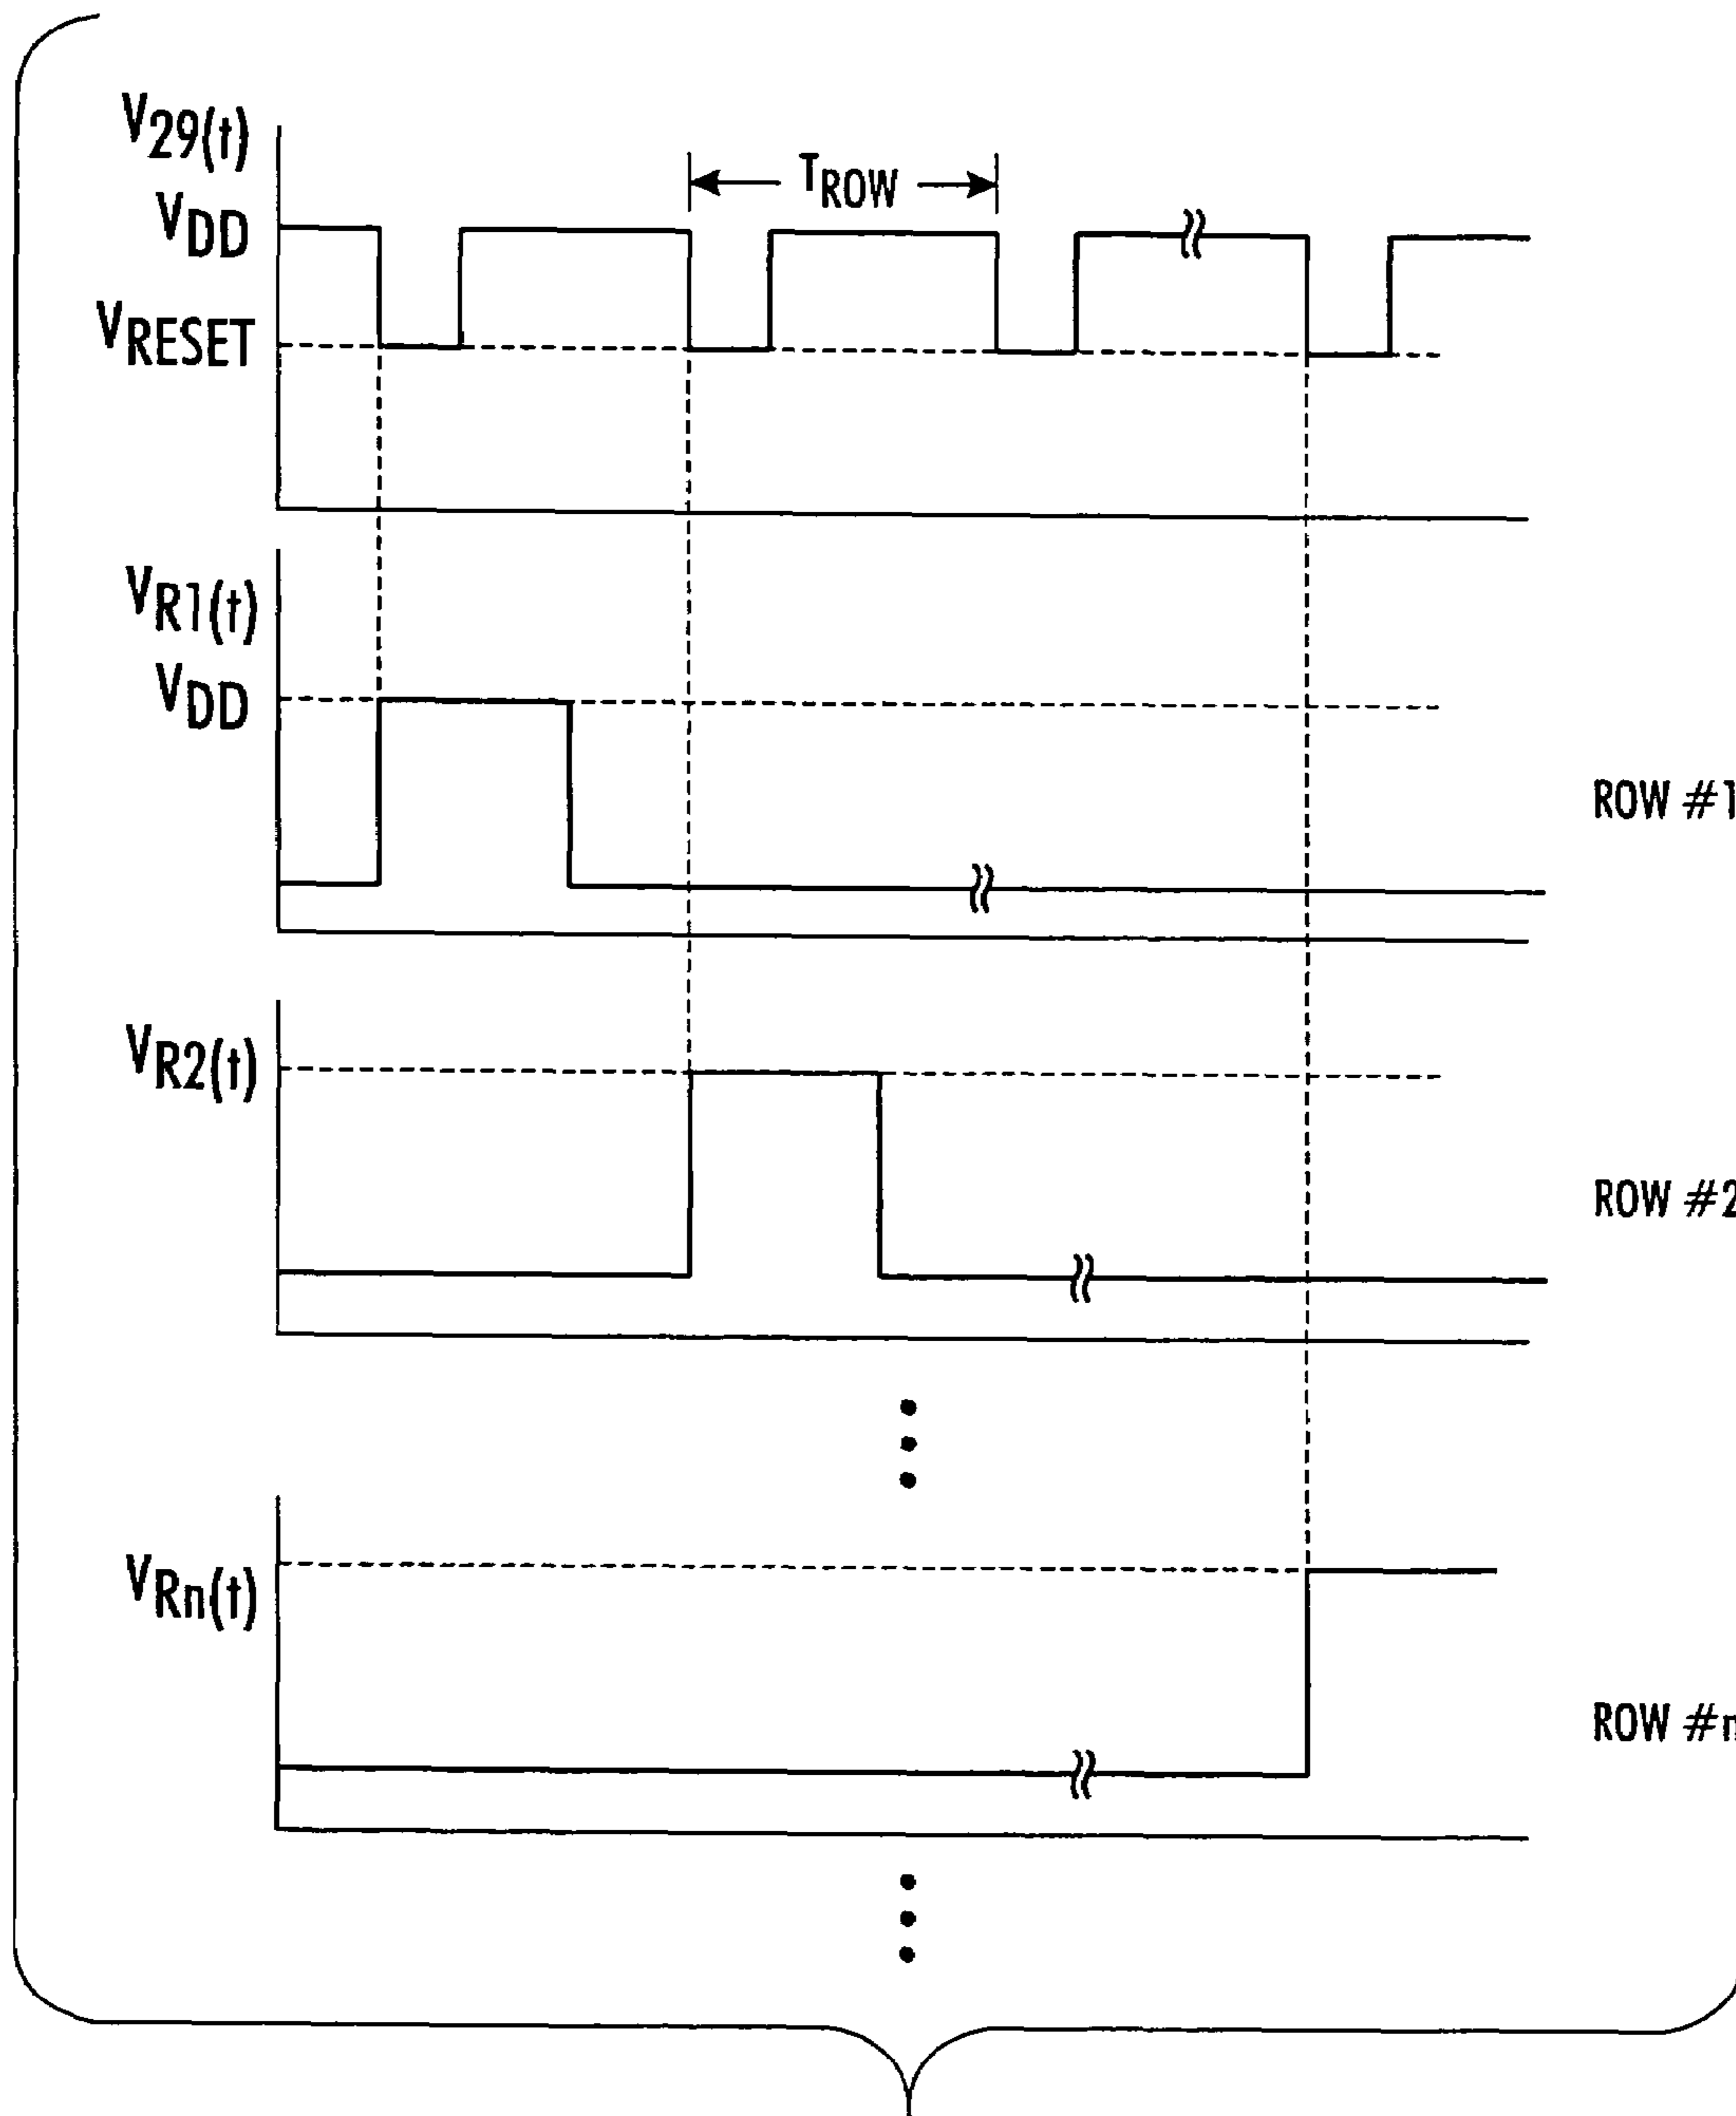 V29(t)
TROW
VDD
VRESET
VR1(t)
VDD
ROW #1
VR2(t)
ROW #2
VRn(t)
ROW #n